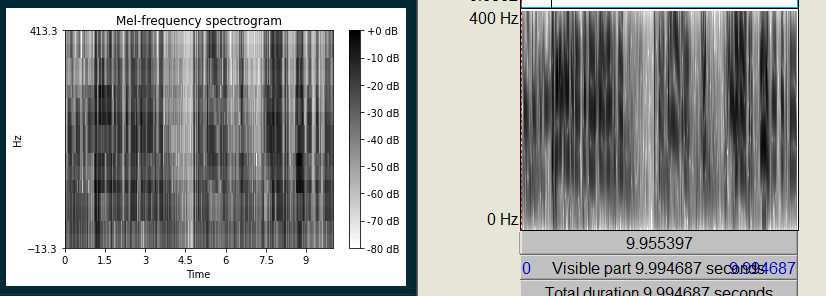 Mel-frequency spectrogram
413.3
Hz
-13.3
0 1.5 3 4.5 6 7.5 9
Time
+0 dB
-10 dB
-20 dB
-30 dB
-40 dB
-50 dB
-60 dB
-70 dB
-80 dB
400 Hz
0 Hz
9.955397
0 Visible part 9.994687 seconds 9.994687
Total duration 9.994687 seconds